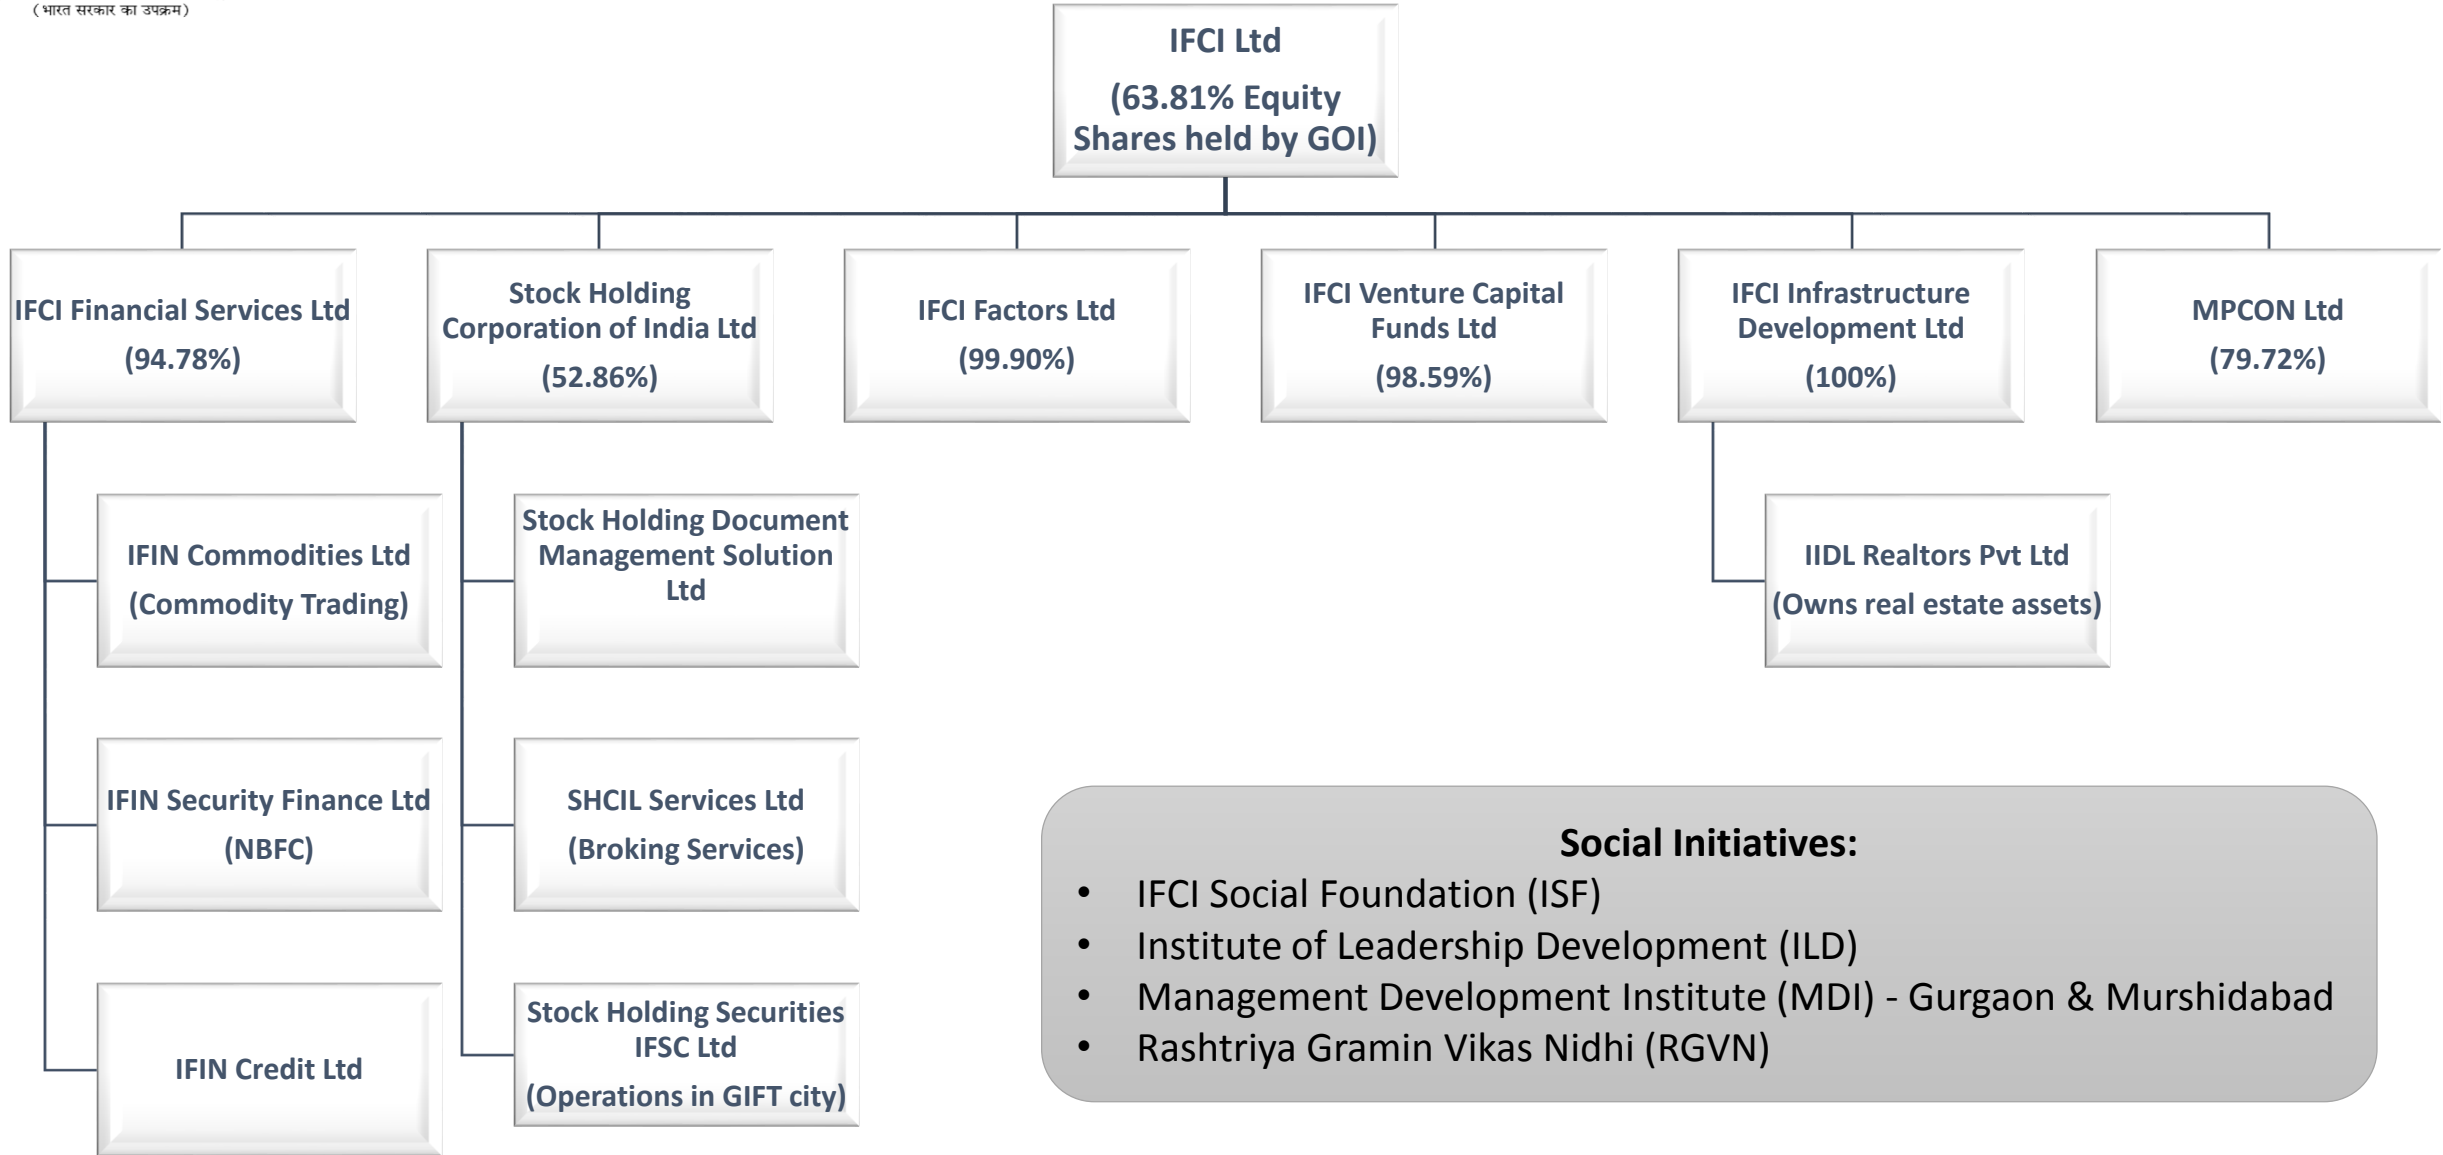 ( भारत सरकार का उपक्रम )
IFCI Ltd
(63.81% Equity
Shares held by GOI)
IFCI Financial Services Ltd
(94.78%)
Stock Holding
Corporation of India Ltd
(52.86%)
IFCI Factors Ltd
(99.90%)
IFCI Venture Capital
Funds Ltd
(98.59%)
IFCI Infrastructure
Development Ltd
(100%)
MPCON Ltd
(79.72%)
IFIN Commodities Ltd
(Commodity Trading)
Stock Holding Document
Management Solution
Ltd
IIDL Realtors Pvt Ltd
(Owns real estate assets)
IFIN Security Finance Ltd
(NBFC)
SHCIL Services Ltd
(Broking Services)
IFIN Credit Ltd
Stock Holding Securities
IFSC Ltd
(Operations in GIFT city)
Social Initiatives:
• IFCI Social Foundation (ISF)
• Institute of Leadership Development (ILD)
• Management Development Institute (MDI) - Gurgaon & Murshidabad
• Rashtriya Gramin Vikas Nidhi (RGVN)